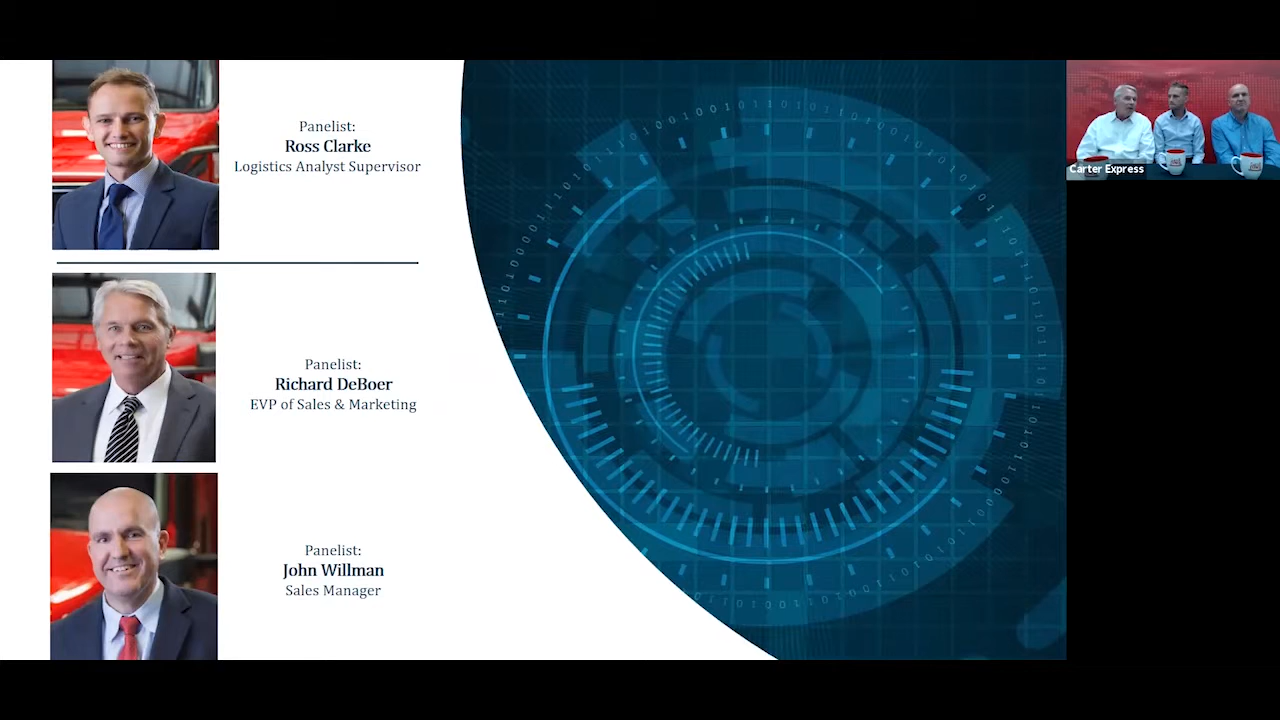 Panelist:
Ross Clarke
Logistics Analyst Supervisor
Panelist:
Richard DeBoer
EVP of Sales & Marketing
Panelist:
John Willman
Sales Manager
Carter Express